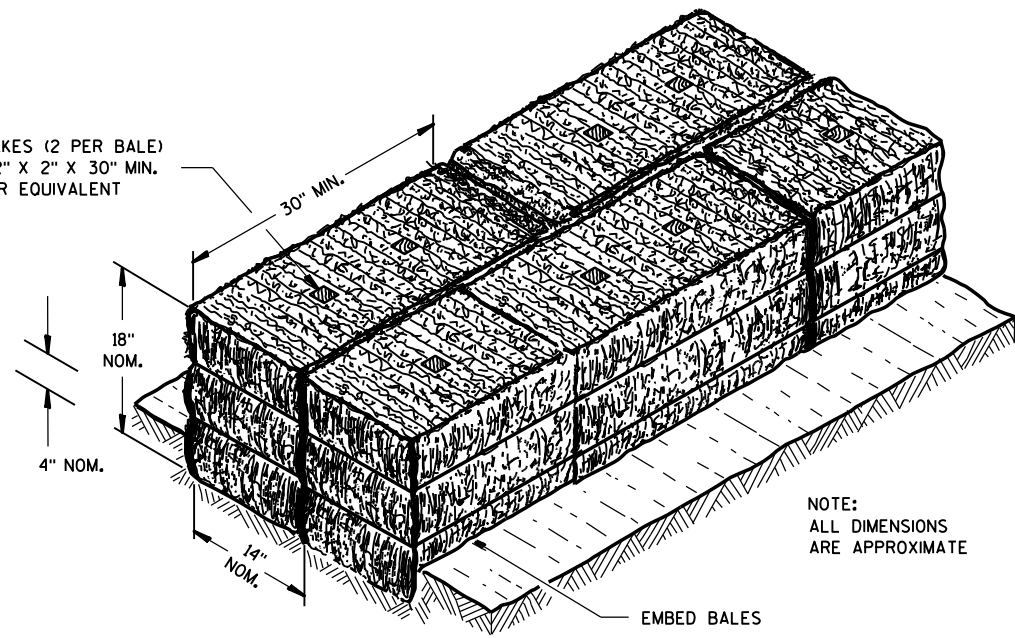 KES (2 PER BALE)
2" X 2" X 30" MIN.
R EQUIVALENT
30" MIN.
18"
NOM.
4" NOM.
14"
NOM.
NOTE:
ALL DIMENSIONS
ARE APPROXIMATE
EMBED BALES